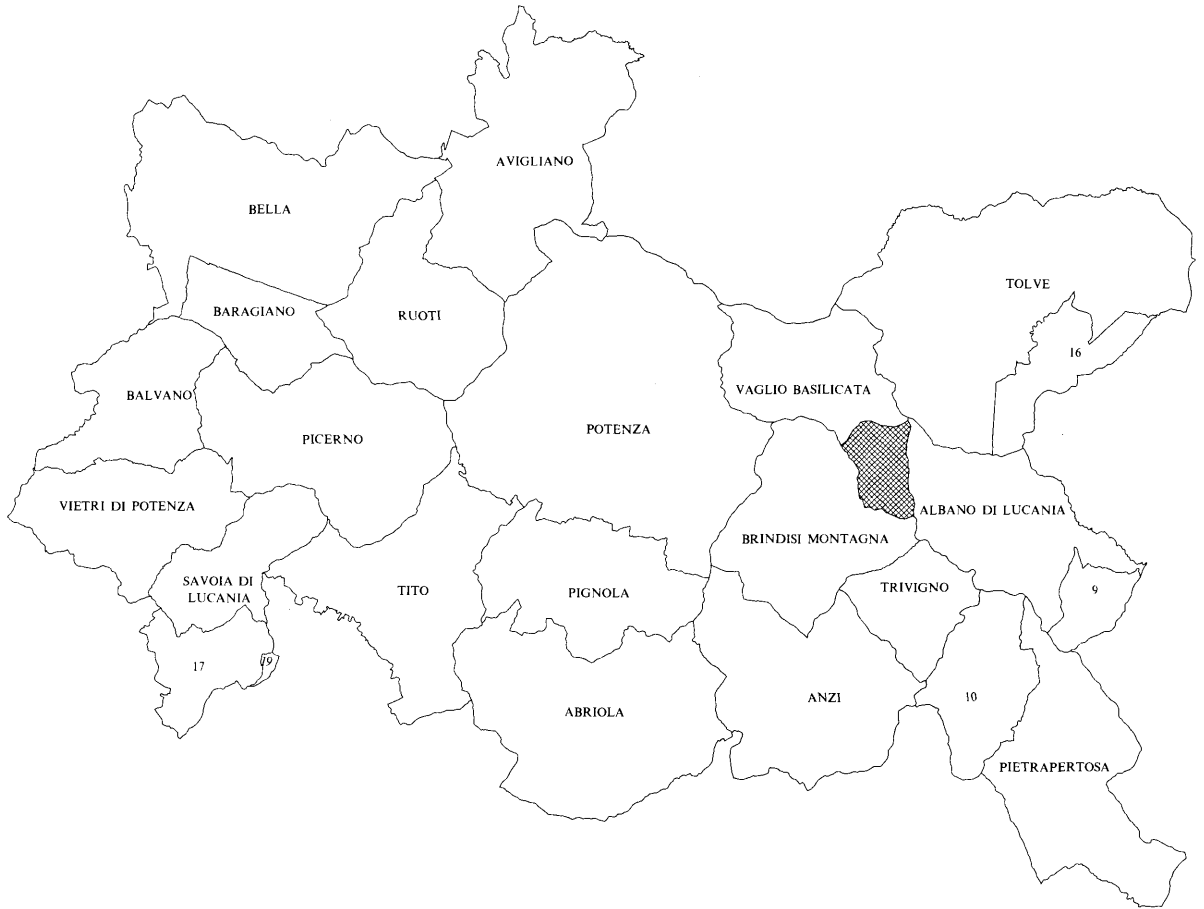 AVIGLIANO
BELLA
TOLVE
BARAGIANO
RUOTI
16
VAGLIO BASILICATA
BALVANO
POTENZA
PICERNO
VIETRI DI POTENZA
ALBANO DI LUCANIA
BRINDISI MONTAGNA
SAVOIA DI
LUCANIA
TITO
PIGNOLA
TRIVIGNO
9
17
19
ABRIOLA
ANZI
10
PIETRAPERTOSA